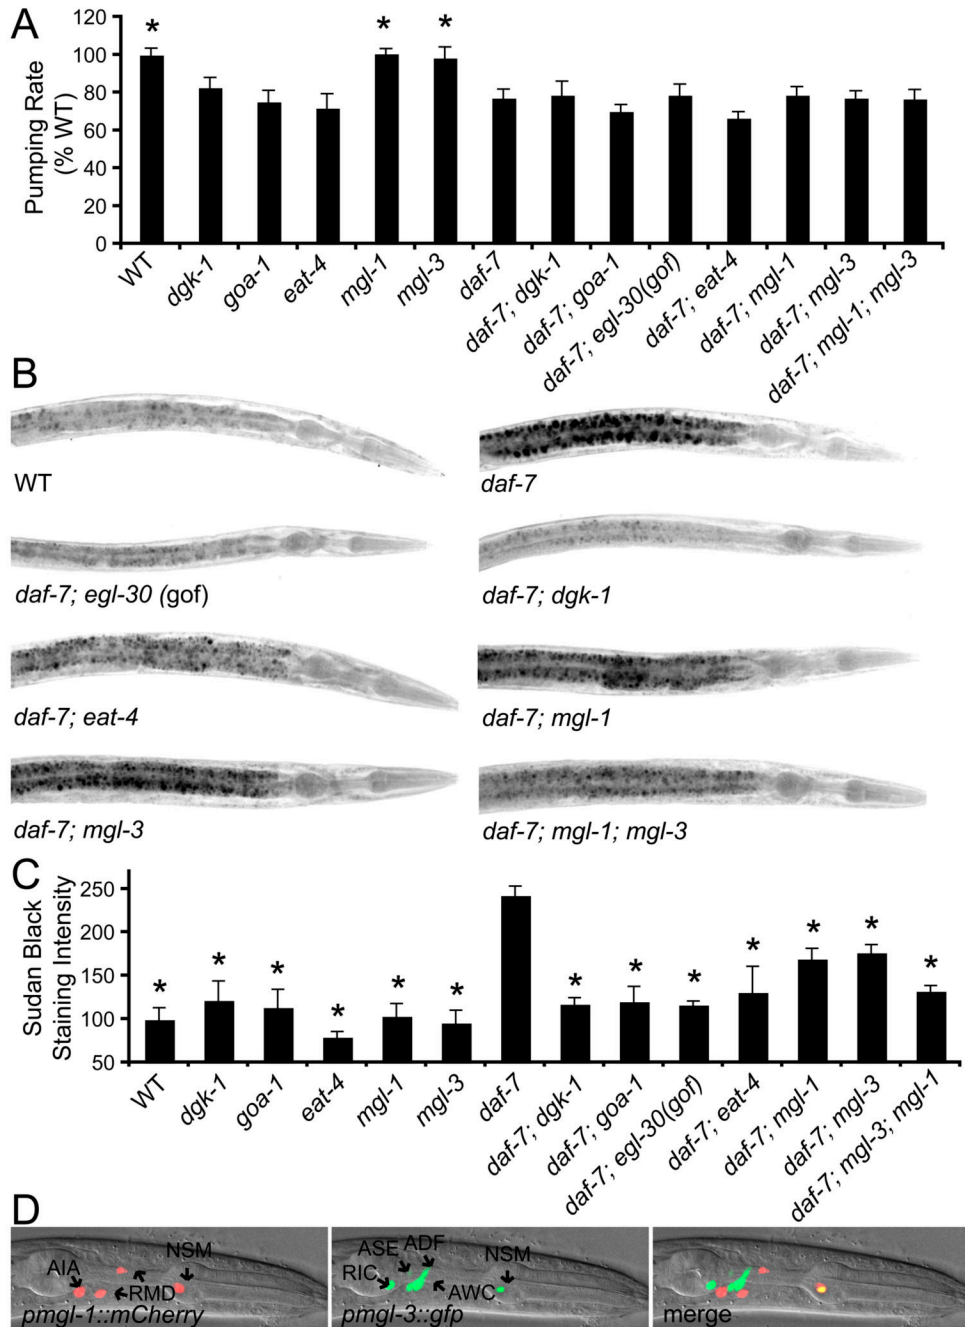 A
Pumping Rate
(% WT)
120
100
80
60
40
20
0
* * *
WT
dgk-1
goa-1
eat-4
mgl-1
mgl-3
daf-7
daf-7; dgk-1
daf-7; goa-1
daf-7; egl-30(gof)
daf-7; eat-4
daf-7; mgl-1
daf-7; mgl-3
daf-7; mgl-1; mgl-3
B
WT
daf-7
daf-7; egl-30 (gof)
daf-7; dgk-1
daf-7; eat-4
daf-7; mgl-1
daf-7; mgl-3
daf-7; mgl-1; mgl-3
C
Sudan Black
Staining Intensity
250
200
150
100
50
* * * * * * * * * * * * *
WT
dgk-1
goa-1
eat-4
mgl-1
mgl-3
daf-7
daf-7; dgk-1
daf-7; goa-1
daf-7; egl-30(gof)
daf-7; eat-4
daf-7; mgl-1
daf-7; mgl-3
daf-7; mgl-3; mgl-1
D
AIA
NSM
RMD
pmgl-1::mCherry
ASE
ADF
RIC
NSM
AWC
pmgl-3::gfp
merge